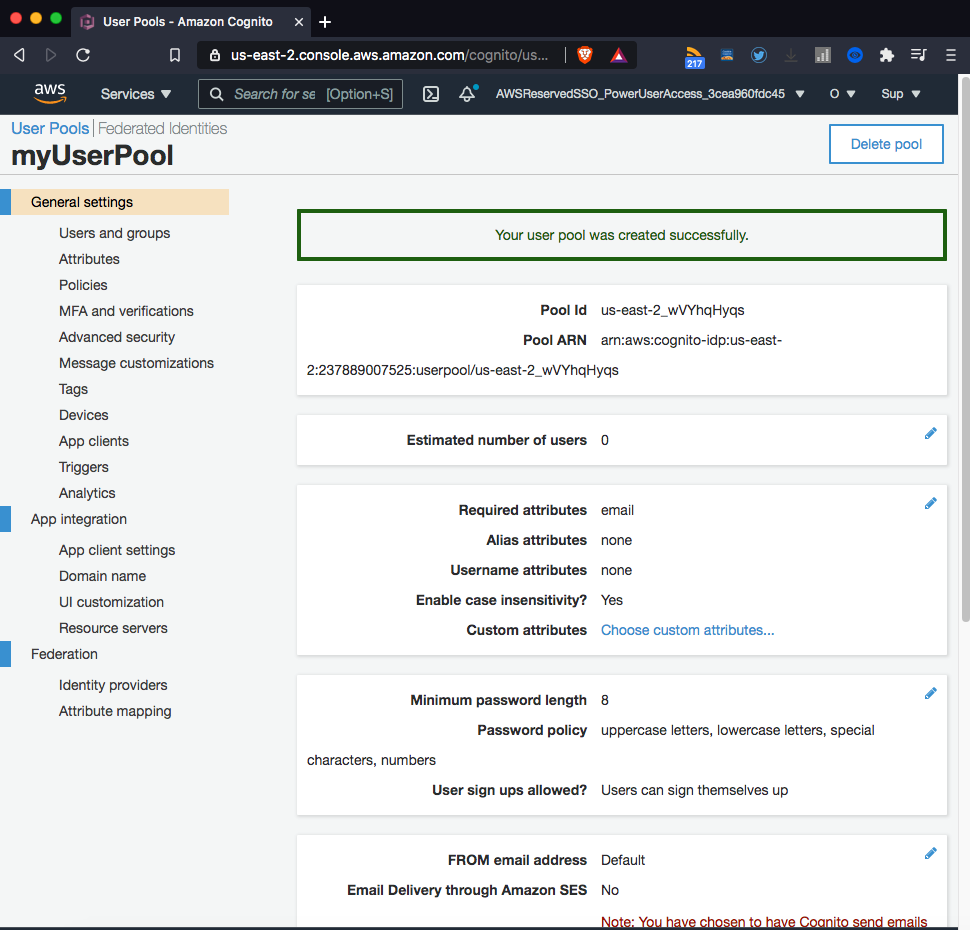 User Pools - Amazon Cognito
us-east-2.console.aws.amazon.com/cognito/us...
217
aws
Services
Search for se [Option+S]
AWSReservedSSO_PowerUserAccess_3cea960fdc45
O
Sup
User Pools | Federated Identities
myUserPool
Delete pool
General settings
Users and groups
Attributes
Policies
MFA and verifications
Advanced security
Message customizations
Tags
Devices
App clients
Triggers
Analytics
App integration
App client settings
Domain name
UI customization
Resource servers
Federation
Identity providers
Attribute mapping
Your user pool was created successfully.
Pool Id us-east-2_wVYhqHyqs
Pool ARN arn:aws:cognito-idp:us-east-
2:237889007525:userpool/us-east-2_wVYhqHyqs
Estimated number of users 0
Required attributes email
Alias attributes none
Username attributes none
Enable case insensitivity? Yes
Custom attributes Choose custom attributes...
Minimum password length 8
Password policy uppercase letters, lowercase letters, special
characters, numbers
User sign ups allowed? Users can sign themselves up
FROM email address Default
Email Delivery through Amazon SES No
Note: You have chosen to have Cognito send emails